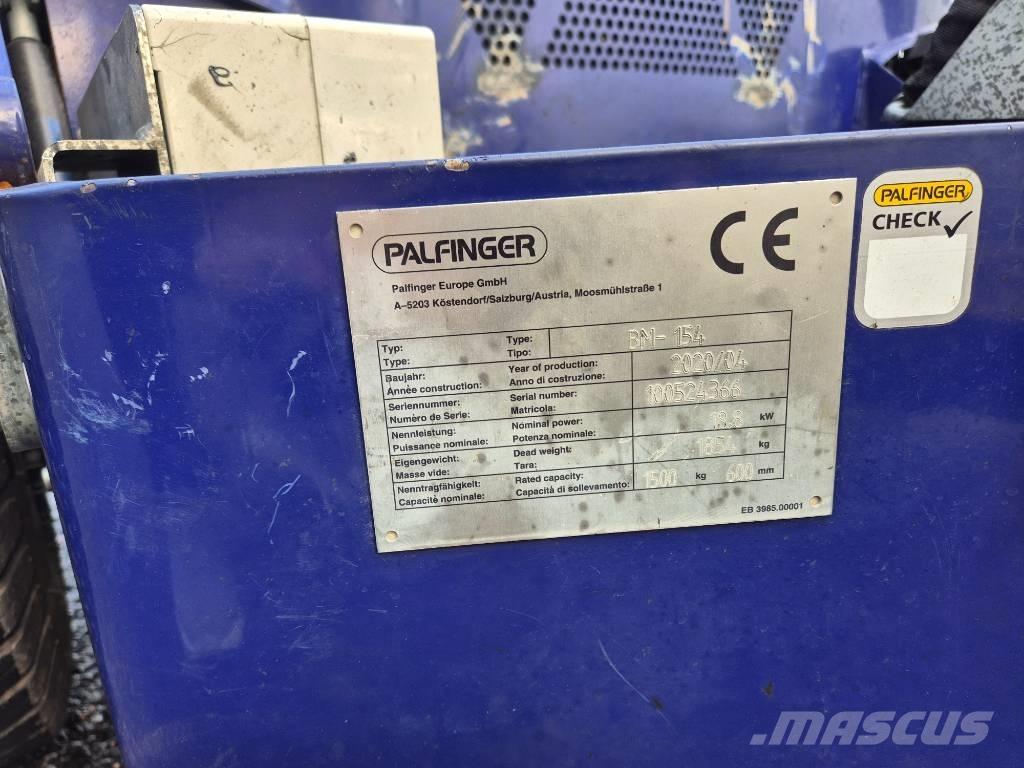 PALFINGER
CE
Palfinger Europe GmbH
A–5203 Köstendorf/Salzburg/Austria, Moosmühlstraße 1
Typ: Type: BM-154
Type: Tipo:
Baujahr: Year of production: 2020/04
Année construction: Anno di costruzione:
Seriennummer: Serial number: 100524366
Numéro de Serie: Matricola:
Nennleistung: Nominal power: 18.8 kW
Puissance nominale: Potenza nominale:
Eigengewicht: Dead weight: 1854 kg
Masse vide: Tara:
Nenntragfähigkeit: Rated capacity: 1500 kg 600 mm
Capacité nominale: Capacità di sollevamento:
EB 3985.00001
PALFINGER
CHECK
MASCUS